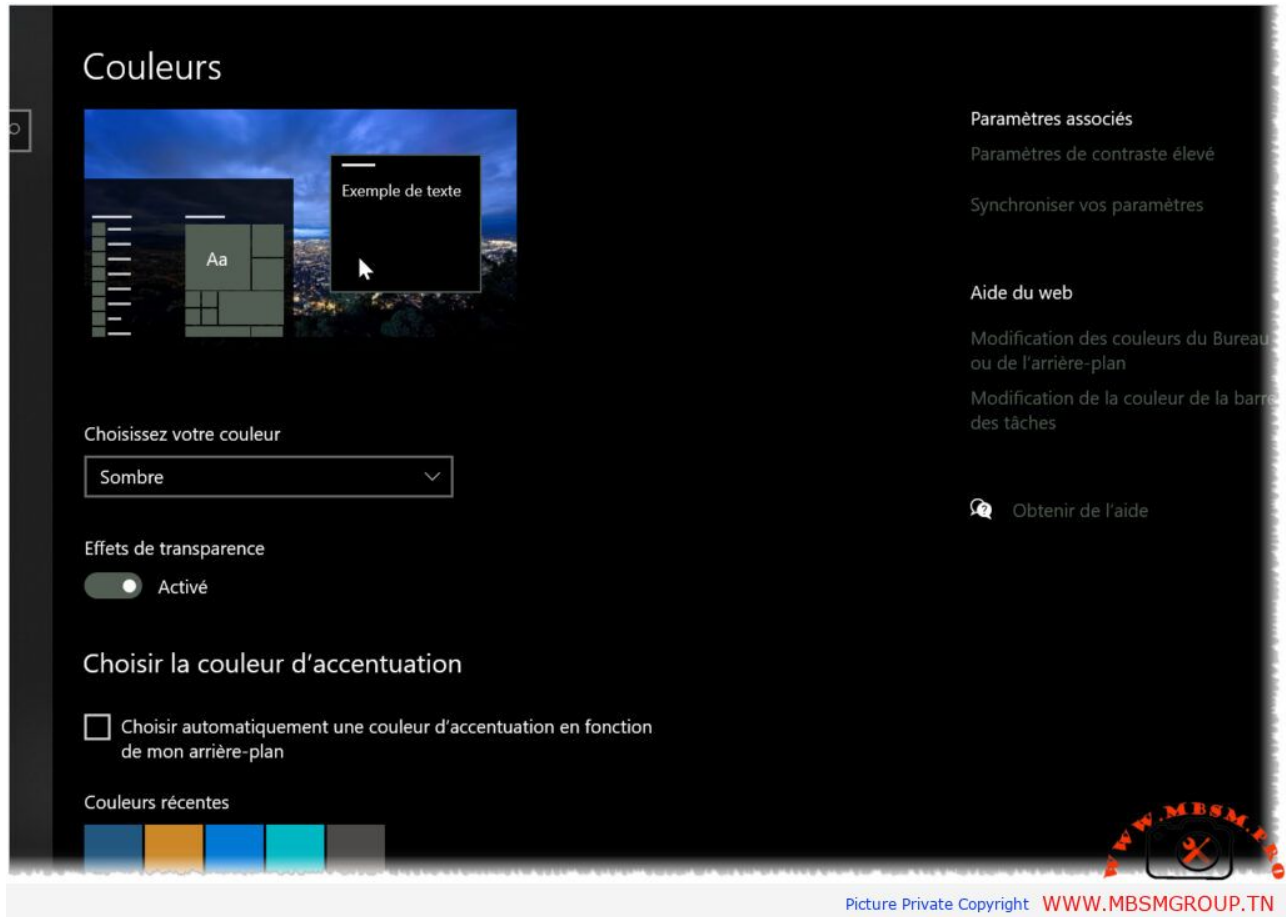 Couleurs
Exemple de texte
Aa
Choisissez votre couleur
Sombre
Effets de transparence
Activé
Choisir la couleur d’accentuation
Choisir automatiquement une couleur d’accentuation en fonction
de mon arrière-plan
Couleurs récentes
Paramètres associés
Paramètres de contraste élevé
Synchroniser vos paramètres
Aide du web
Modification des couleurs du Bureau
ou de l’arrière-plan
Modification de la couleur de la barre
des tâches
Obtenir de l’aide
WWW.MBSM.PRO
Picture Private Copyright WWW.MBSMGROUP.TN